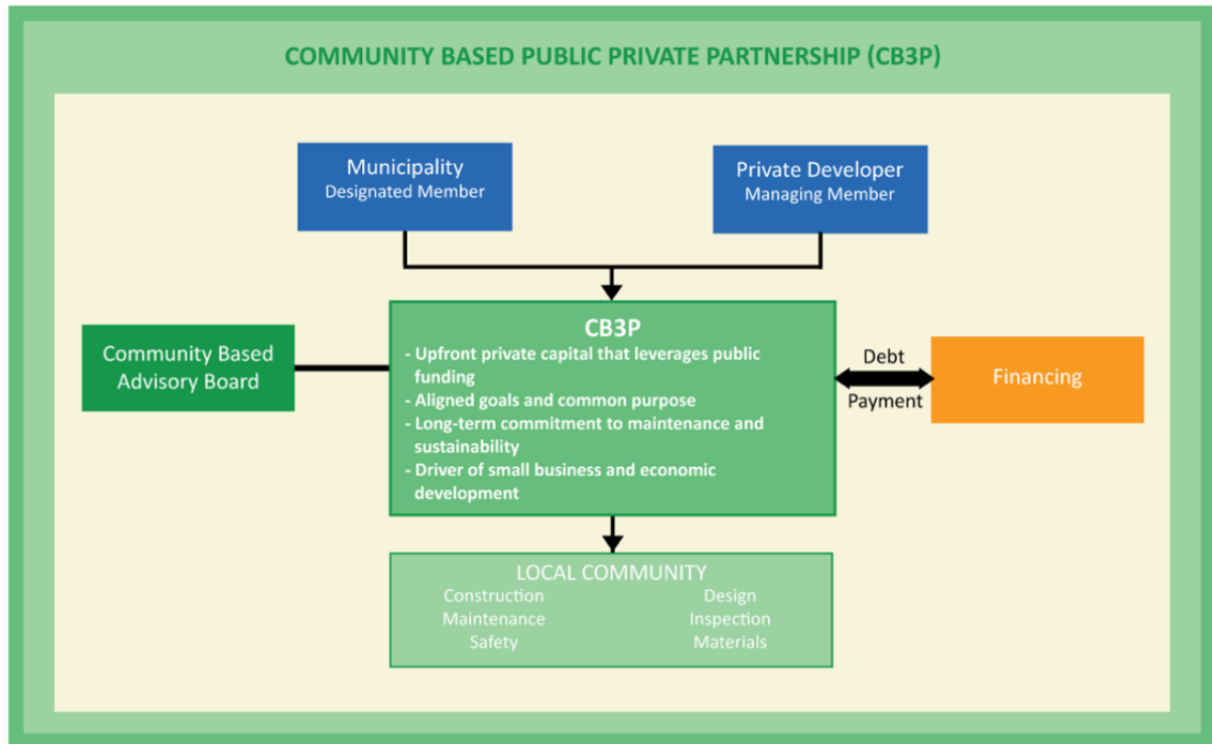 COMMUNITY BASED PUBLIC PRIVATE PARTNERSHIP (CB3P)
Municipality
Designated Member
Private Developer
Managing Member
Community Based
Advisory Board
CB3P
- Upfront private capital that leverages public
funding
- Aligned goals and common purpose
- Long-term commitment to maintenance and
sustainability
- Driver of small business and economic
development
Debt
Payment
Financing
LOCAL COMMUNITY
Construction
Maintenance
Safety
Design
Inspection
Materials